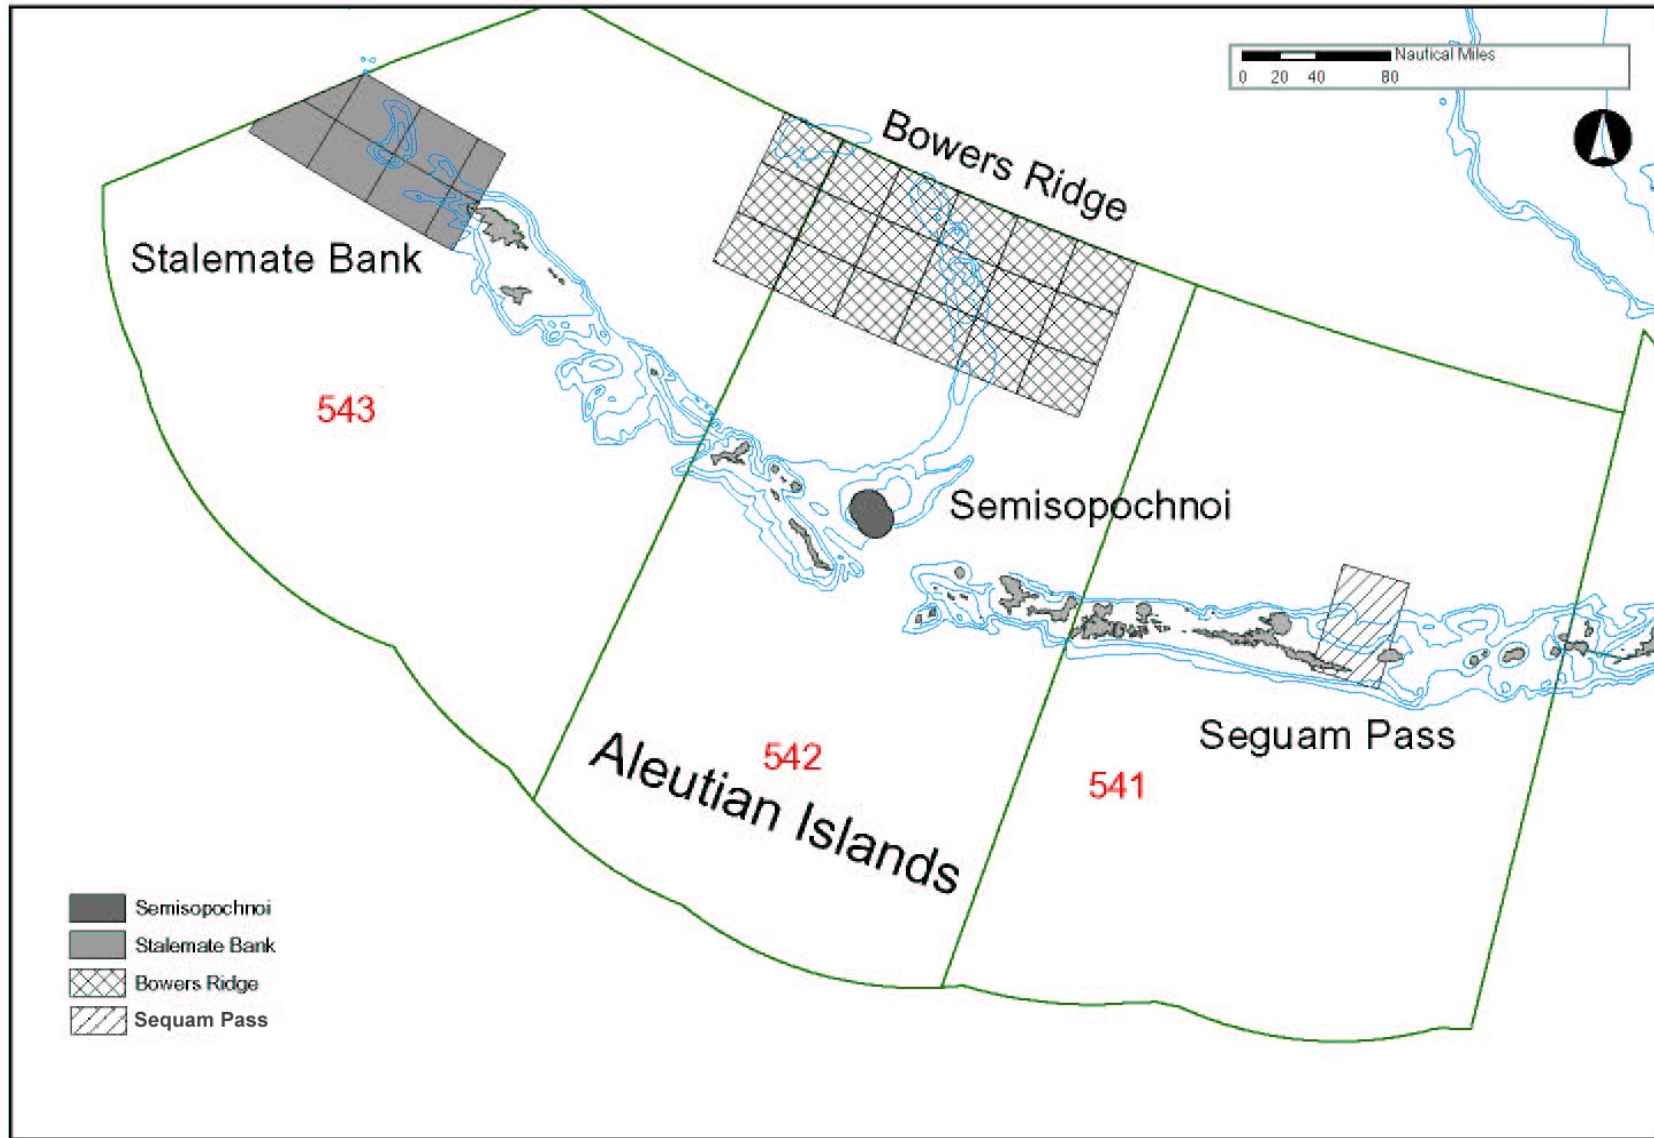 Nautical Miles
0 20 40 80
Bowers Ridge
Stalemate Bank
543
Semisopochnoi
Seguam Pass
542
541
Aleutian Islands
Semisopochnoi
Stalemate Bank
Bowers Ridge
Sequam Pass